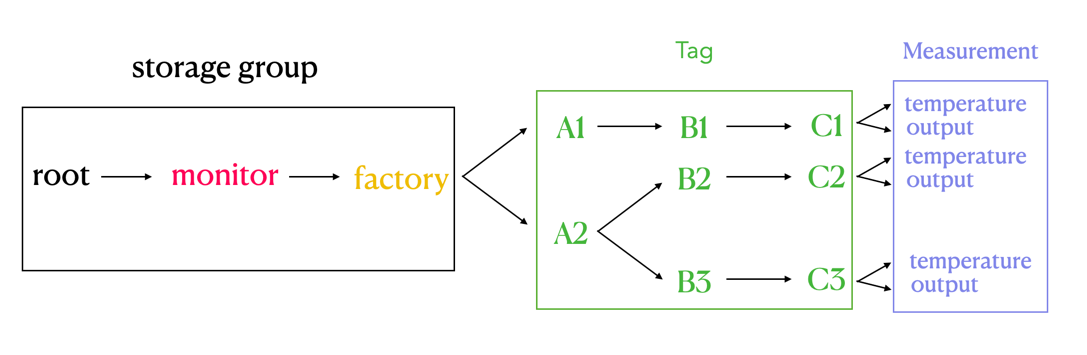 storage group
Tag
Measurement
root monitor factory
A1 B1 C1
temperature
output
B2 C2
temperature
output
A2
B3 C3
temperature
output